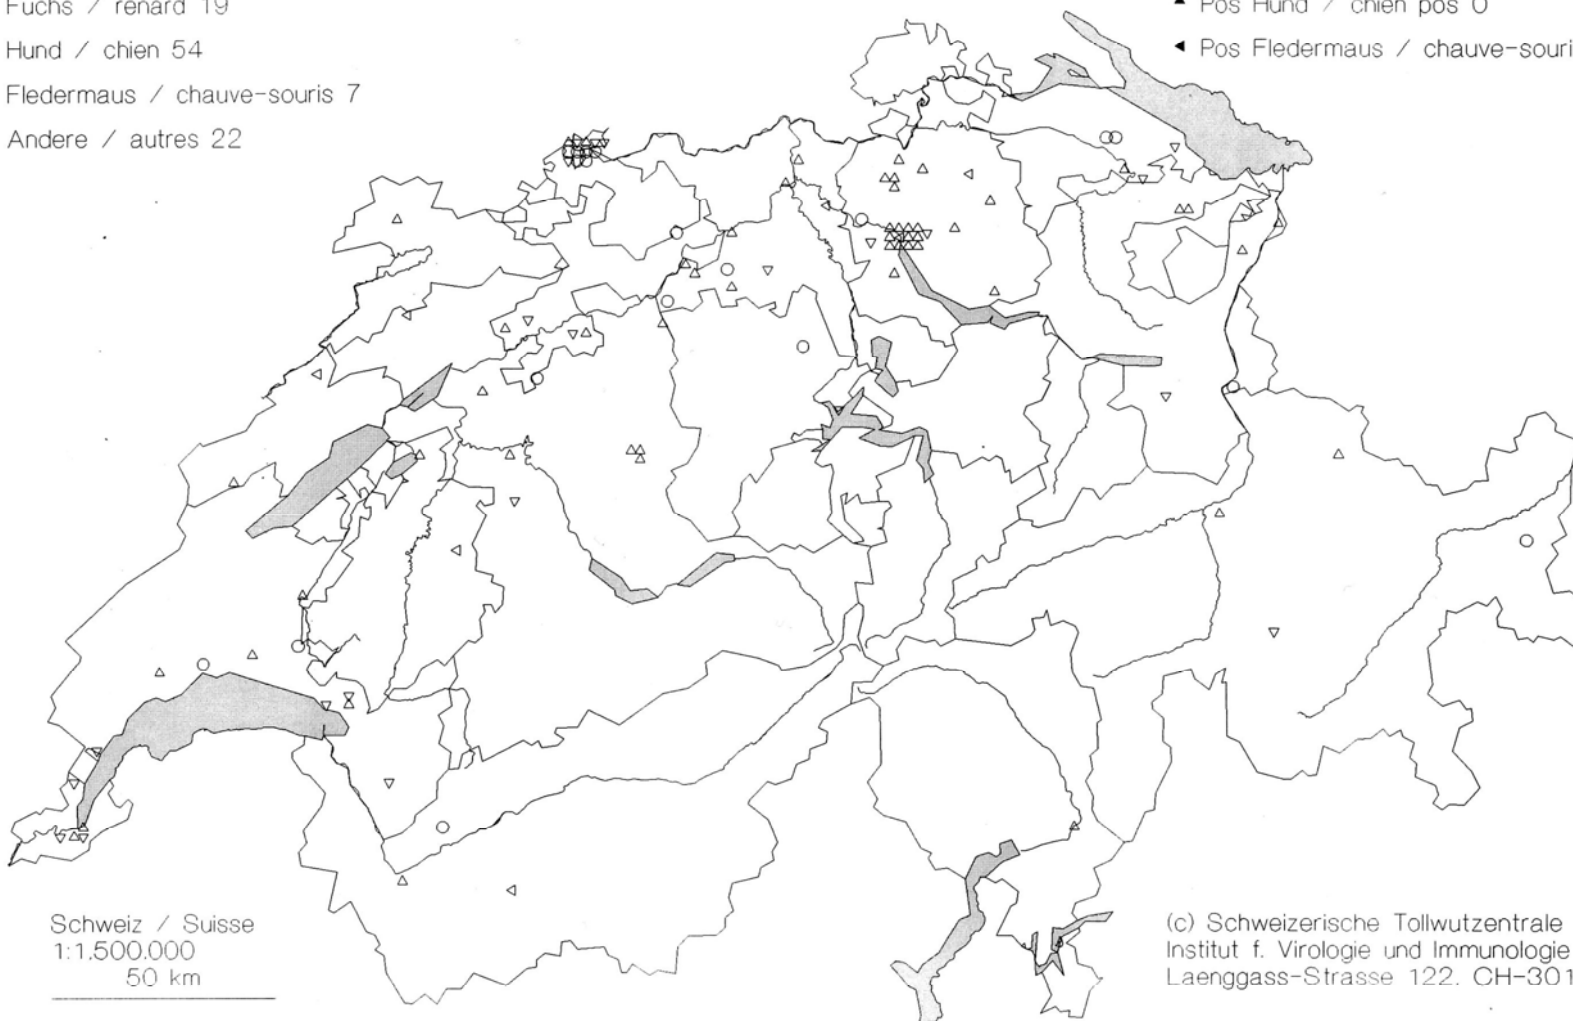 Fuchs / renard 19
Hund / chien 54
Fledermaus / chauve-souris 7
Andere / autres 22
Pos Hund / chien pos 0
Pos Fledermaus / chauve-souri
Schweiz / Suisse
1:1.500.000
50 km
(c) Schweizerische Tollwutzentrale
Institut f. Virologie und Immunologie
Laenggass-Strasse 122. CH-301